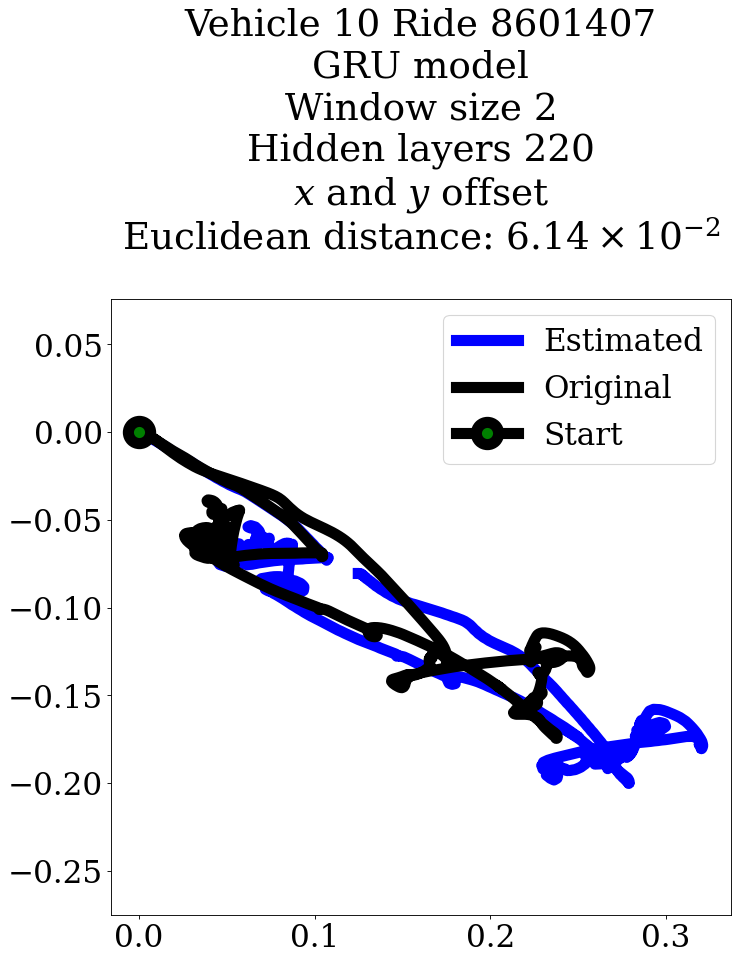 Vehicle 10 Ride 8601407
GRU model
Window size 2
Hidden layers 220
x and y offset
Euclidean distance: 6.14 × 10⁻²
Estimated
Original
Start
0.05
0.00
−0.05
−0.10
−0.15
−0.20
−0.25
0.0 0.1 0.2 0.3